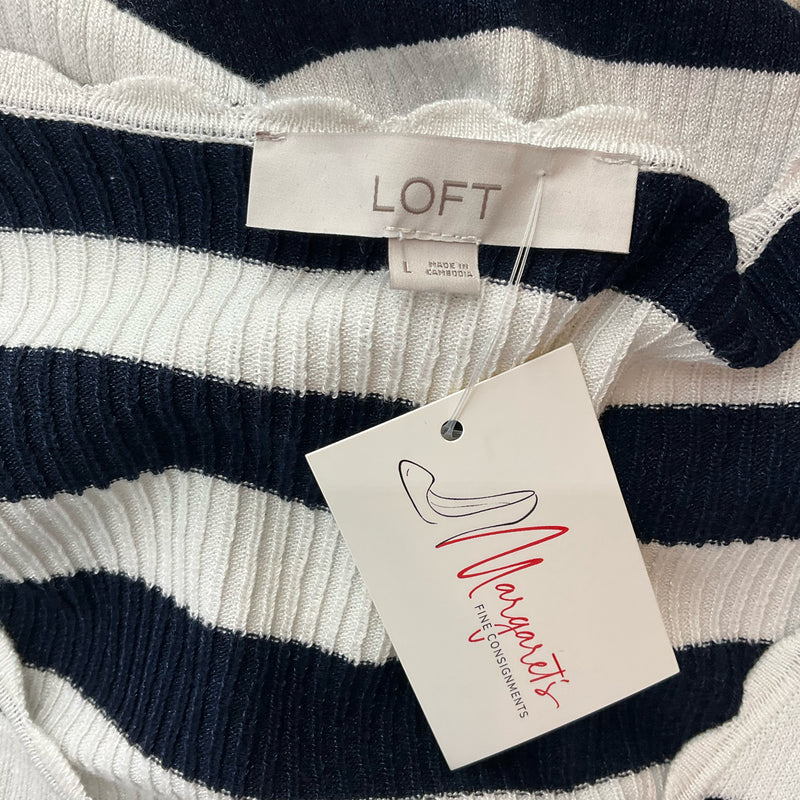 LOFT
L
MADE IN
CAMBODIA
Margaret's
FINE CONSIGNMENTS